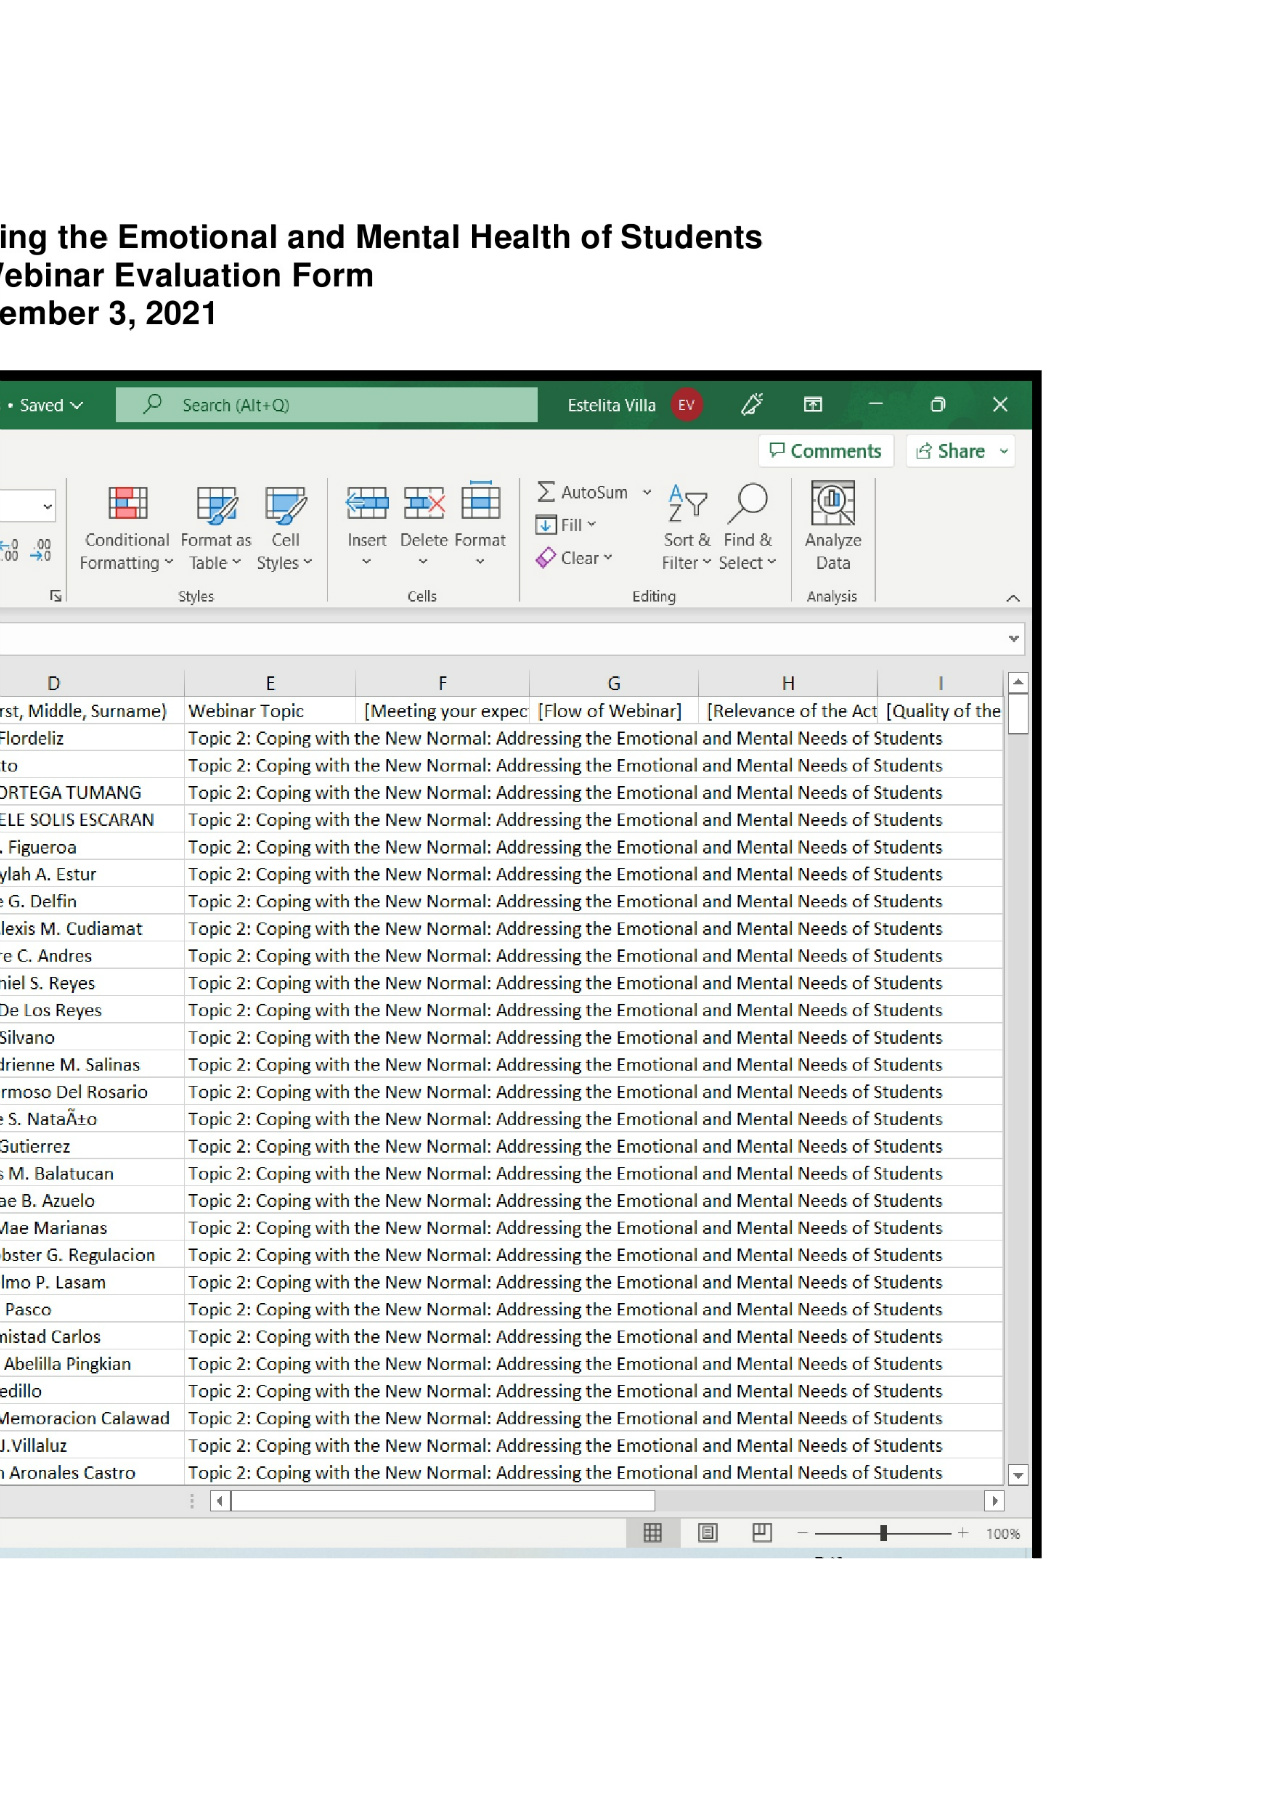 ing the Emotional and Mental Health of Students
ebinar Evaluation Form
ember 3, 2021
• Saved Search (Alt+Q) Estelita Villa EV
Comments Share
AutoSum
Fill
Clear
Conditional Formatting Format as Table Cell Styles Insert Delete Format Sort & Filter Find & Select Analyze Data
Styles Cells Editing Analysis
D E F G H I
rst, Middle, Surname) Webinar Topic [Meeting your expec [Flow of Webinar] [Relevance of the Act [Quality of the
Flordeliz Topic 2: Coping with the New Normal: Addressing the Emotional and Mental Needs of Students
to Topic 2: Coping with the New Normal: Addressing the Emotional and Mental Needs of Students
ORTEGA TUMANG Topic 2: Coping with the New Normal: Addressing the Emotional and Mental Needs of Students
ELE SOLIS ESCARAN Topic 2: Coping with the New Normal: Addressing the Emotional and Mental Needs of Students
. Figueroa Topic 2: Coping with the New Normal: Addressing the Emotional and Mental Needs of Students
ylah A. Estur Topic 2: Coping with the New Normal: Addressing the Emotional and Mental Needs of Students
e G. Delfin Topic 2: Coping with the New Normal: Addressing the Emotional and Mental Needs of Students
lexis M. Cudiamat Topic 2: Coping with the New Normal: Addressing the Emotional and Mental Needs of Students
re C. Andres Topic 2: Coping with the New Normal: Addressing the Emotional and Mental Needs of Students
niel S. Reyes Topic 2: Coping with the New Normal: Addressing the Emotional and Mental Needs of Students
De Los Reyes Topic 2: Coping with the New Normal: Addressing the Emotional and Mental Needs of Students
Silvano Topic 2: Coping with the New Normal: Addressing the Emotional and Mental Needs of Students
drienne M. Salinas Topic 2: Coping with the New Normal: Addressing the Emotional and Mental Needs of Students
rmoso Del Rosario Topic 2: Coping with the New Normal: Addressing the Emotional and Mental Needs of Students
e S. NataÃ±o Topic 2: Coping with the New Normal: Addressing the Emotional and Mental Needs of Students
Gutierrez Topic 2: Coping with the New Normal: Addressing the Emotional and Mental Needs of Students
s M. Balatucan Topic 2: Coping with the New Normal: Addressing the Emotional and Mental Needs of Students
ae B. Azuelo Topic 2: Coping with the New Normal: Addressing the Emotional and Mental Needs of Students
Mae Marianas Topic 2: Coping with the New Normal: Addressing the Emotional and Mental Needs of Students
bster G. Regulacion Topic 2: Coping with the New Normal: Addressing the Emotional and Mental Needs of Students
lmo P. Lasam Topic 2: Coping with the New Normal: Addressing the Emotional and Mental Needs of Students
Pasco Topic 2: Coping with the New Normal: Addressing the Emotional and Mental Needs of Students
mistad Carlos Topic 2: Coping with the New Normal: Addressing the Emotional and Mental Needs of Students
Abelilla Pingkian Topic 2: Coping with the New Normal: Addressing the Emotional and Mental Needs of Students
edillo Topic 2: Coping with the New Normal: Addressing the Emotional and Mental Needs of Students
Memoracion Calawad Topic 2: Coping with the New Normal: Addressing the Emotional and Mental Needs of Students
J.Villaluz Topic 2: Coping with the New Normal: Addressing the Emotional and Mental Needs of Students
n Aronales Castro Topic 2: Coping with the New Normal: Addressing the Emotional and Mental Needs of Students
100%